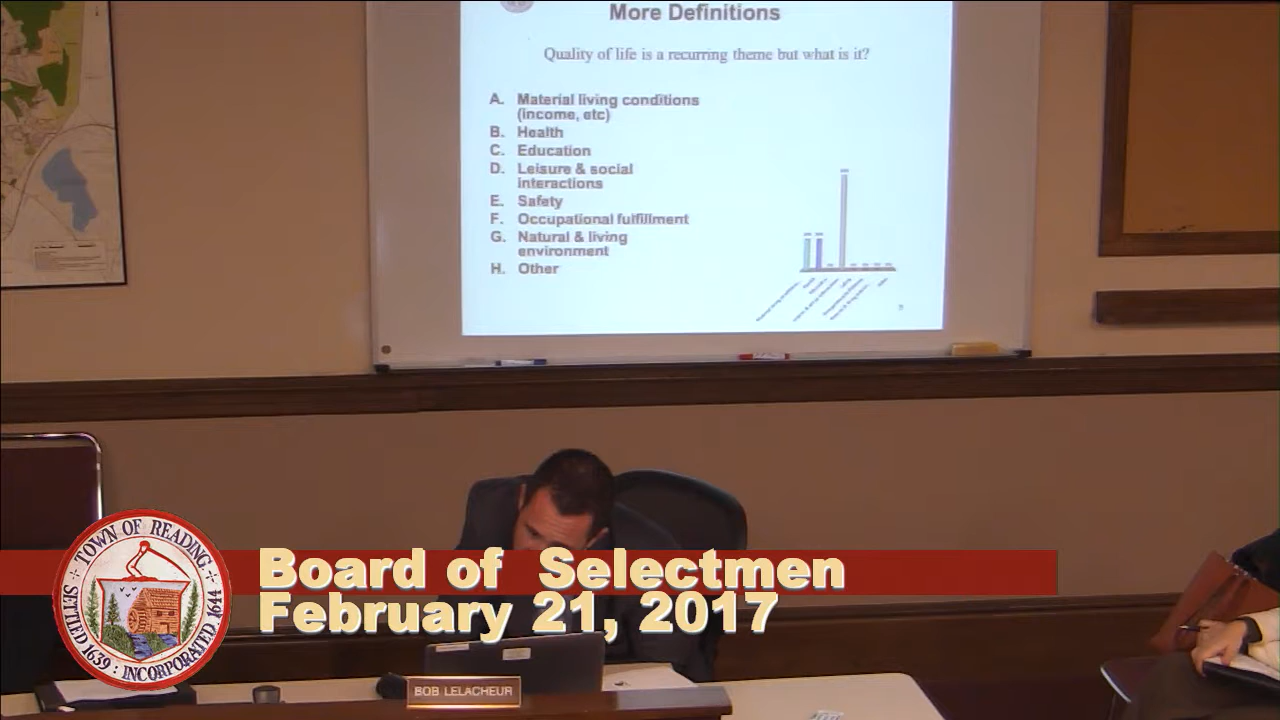 More Definitions
Quality of life is a recurring theme but what is it?
A. Material living conditions
(income, etc)
B. Health
C. Education
D. Leisure & social
interactions
E. Safety
F. Occupational fulfillment
G. Natural & living
environment
H. Other
TOWN OF READING
SETTLED 1639 : INCORPORATED 1644
Board of Selectmen
February 21, 2017
BOB LELACHEUR